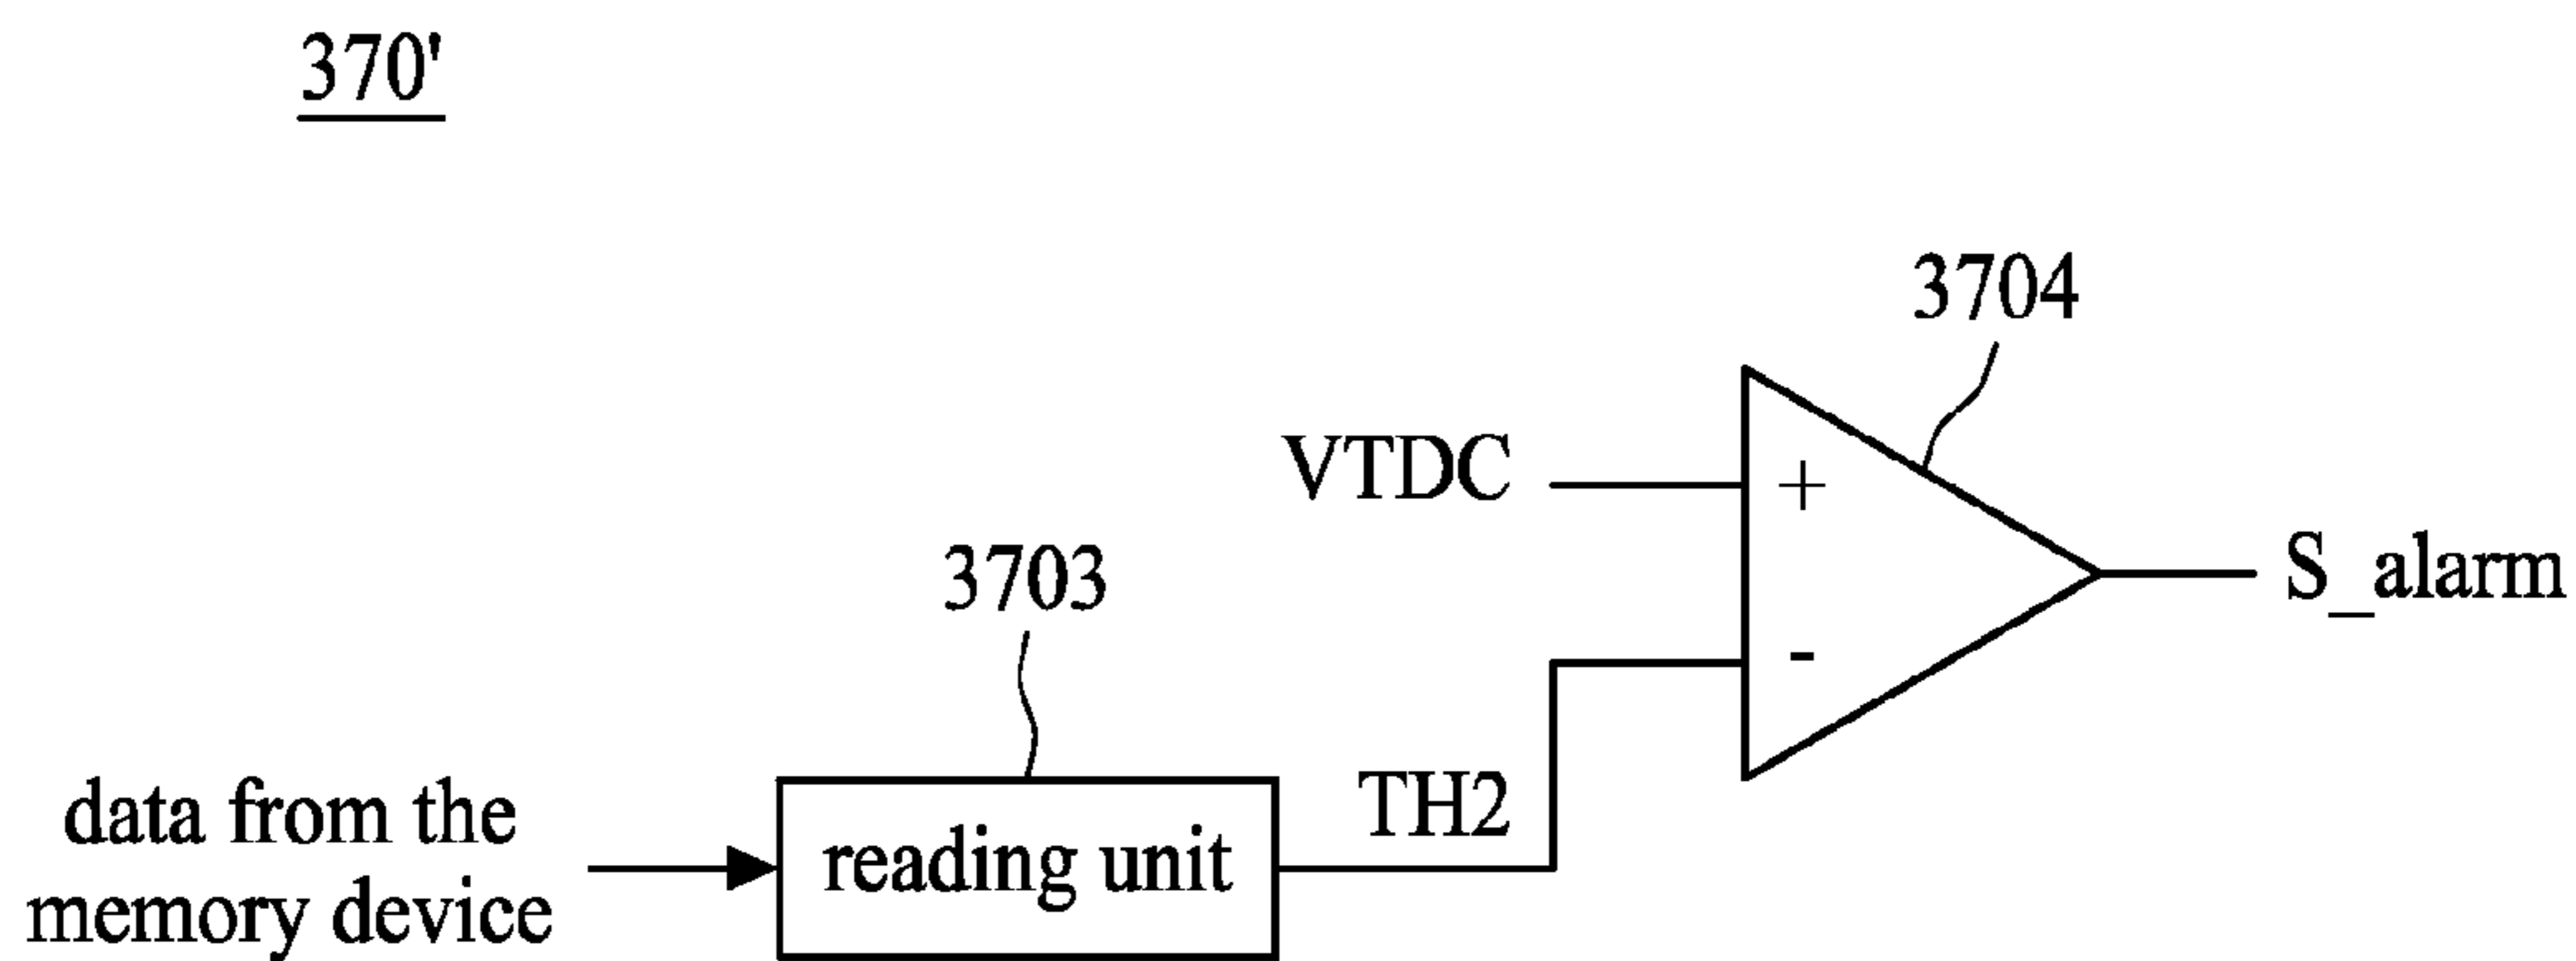 370'
3704
VTDC
+
S_alarm
3703
-
TH2
data from the
memory device
reading unit